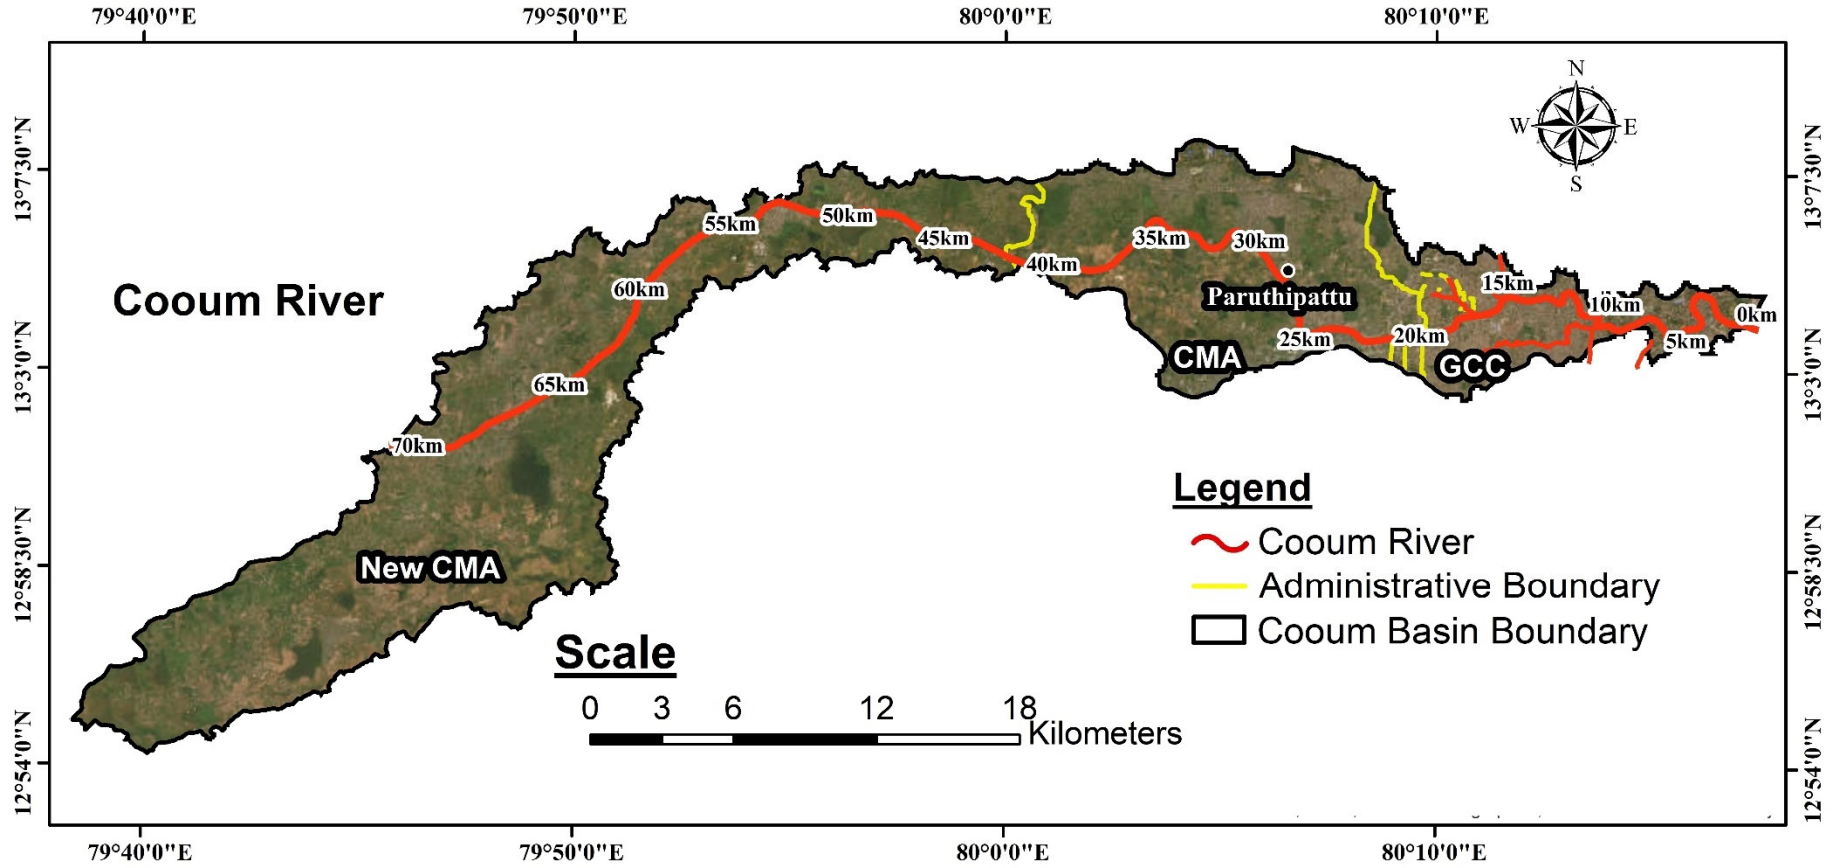 79°40'0"E 79°50'0"E 80°0'0"E 80°10'0"E
N
W E
S
13°7'30"N
13°7'30"N
55km 50km 45km 40km 35km 30km
Paruthipattu
15km 10km 0km
60km
Cooum River
25km 20km 5km
CMA GCC
13°3'0"N
13°3'0"N
65km
70km
Legend
Cooum River
Administrative Boundary
Cooum Basin Boundary
New CMA
12°58'30"N
12°58'30"N
Scale
0 3 6 12 18
Kilometers
12°54'0"N
12°54'0"N
79°40'0"E 79°50'0"E 80°0'0"E 80°10'0"E